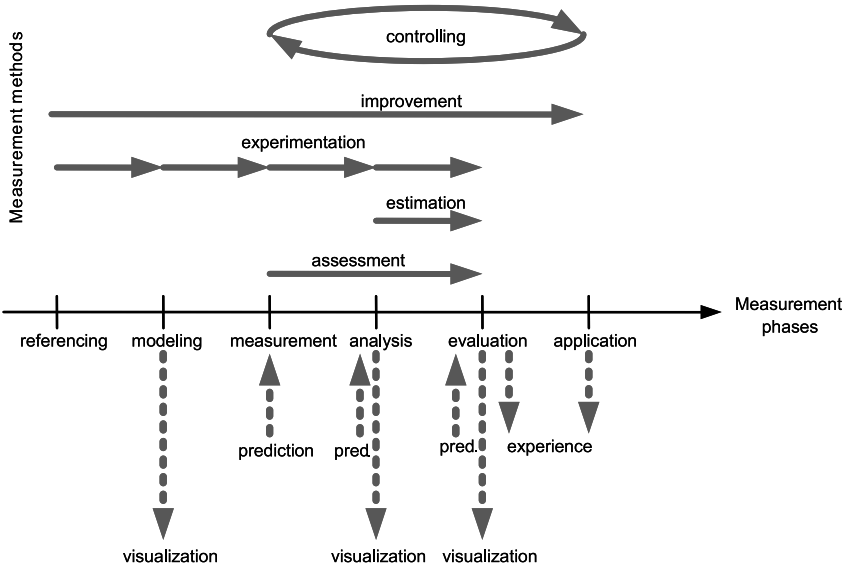 controlling
Measurement methods
improvement
experimentation
estimation
assessment
Measurement
phases
referencing modeling measurement analysis evaluation application
prediction pred. pred. experience
visualization visualization visualization